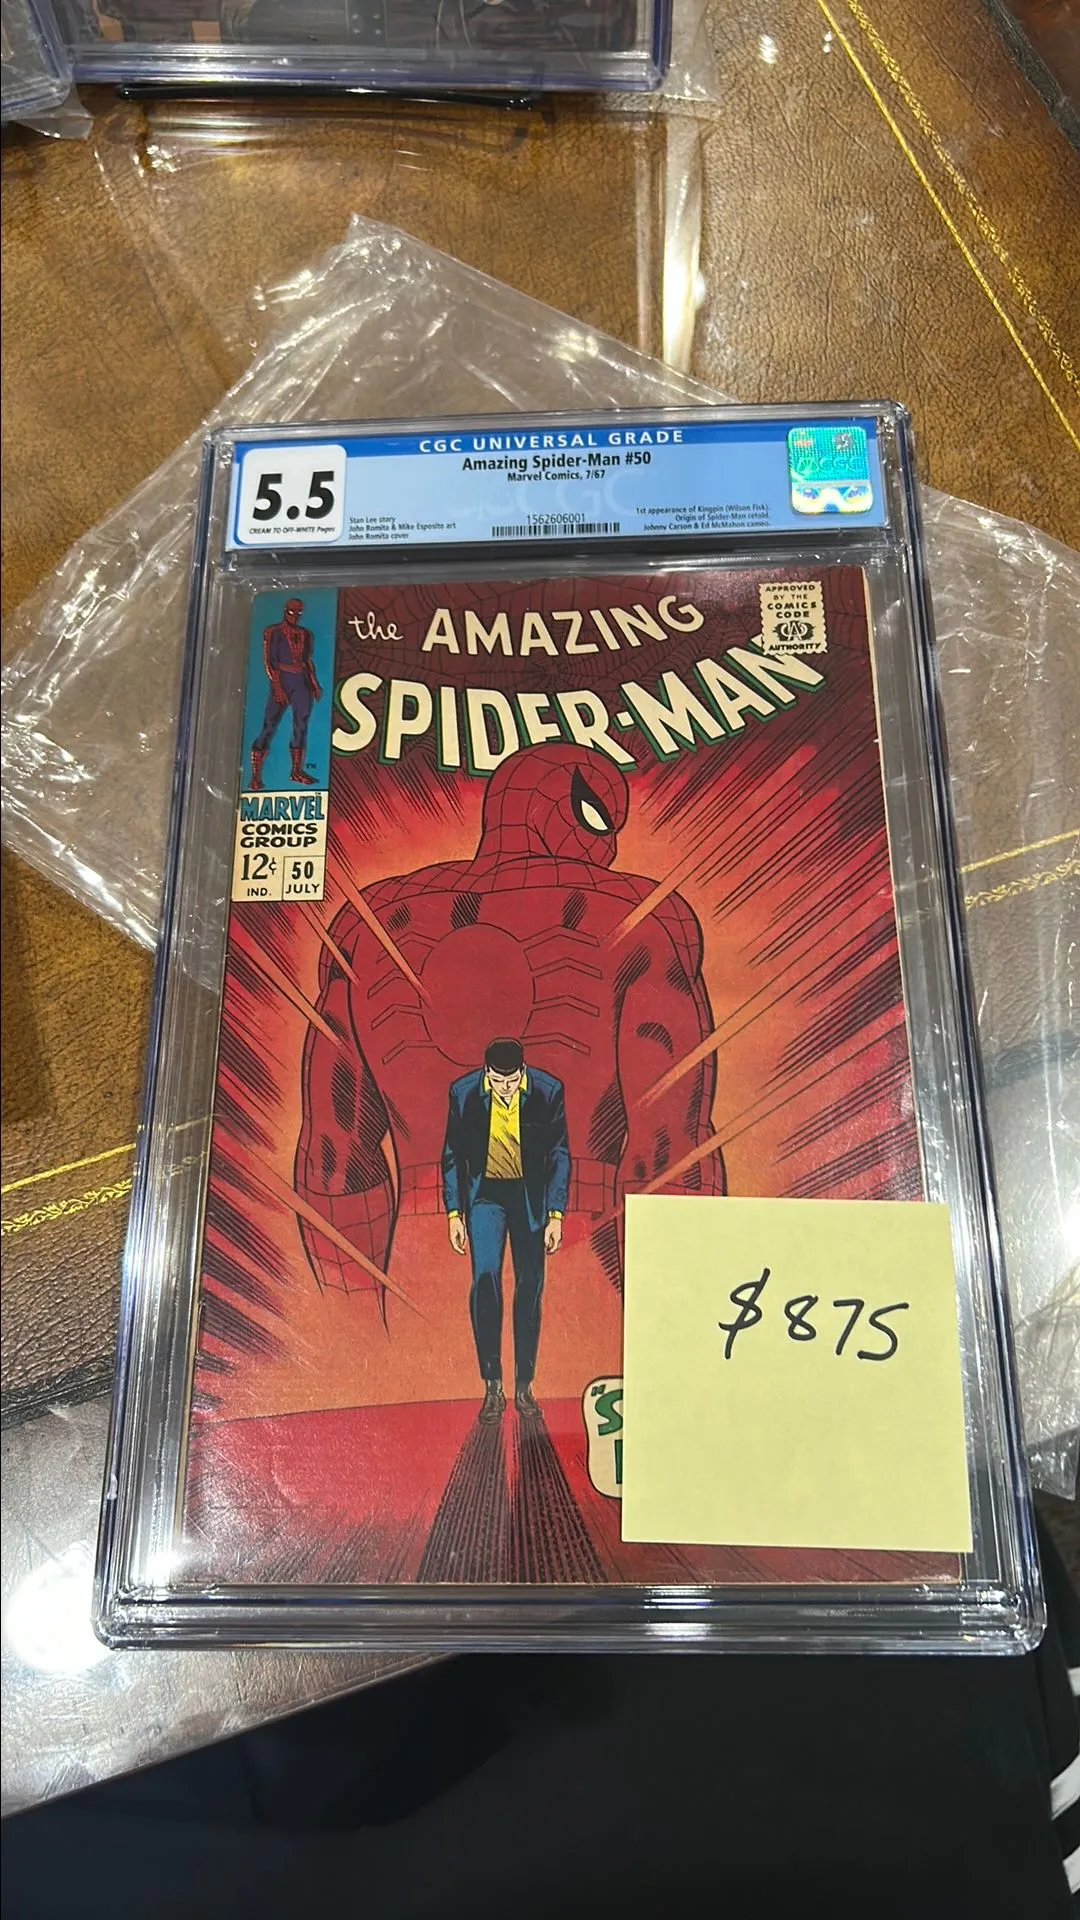 CGC UNIVERSAL GRADE
Amazing Spider-Man #50
Marvel Comics, 7/67
5.5
CREAM TO OFF-WHITE Pages
Stan Lee story
John Romita & Mike Esposito art
John Romita cover
1562606001
1st appearance of Kingpin (Wilson Fisk).
Origin of Spider-Man retold.
Johnny Carson & Ed McMahon cameo.
CGC
the AMAZING
SPIDER-MAN
APPROVED
BY THE
COMICS
CODE
CA
AUTHORITY
TM
MARVEL
COMICS
GROUP
12¢
IND.
50
JULY
$875
"S